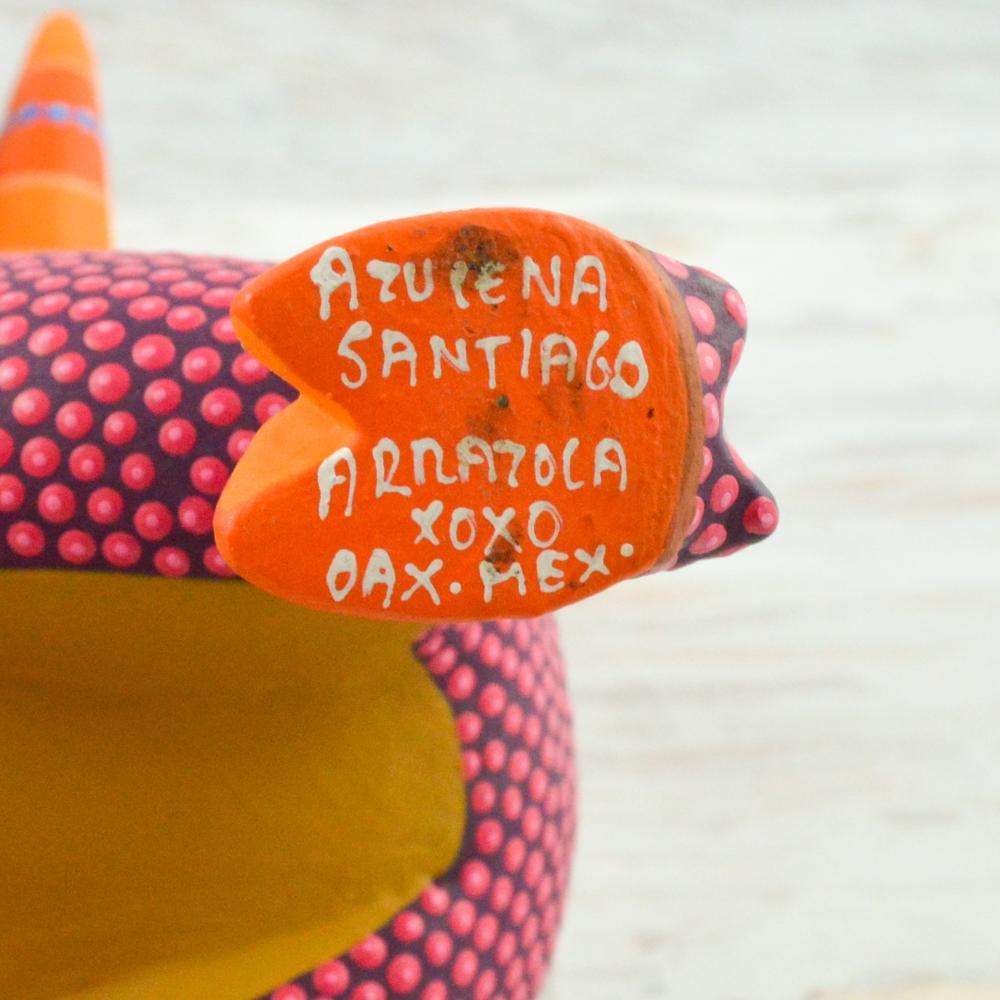 AZUCENA
SANTIAGO
ARRAZOLA
XOXO
OAX. MEX.